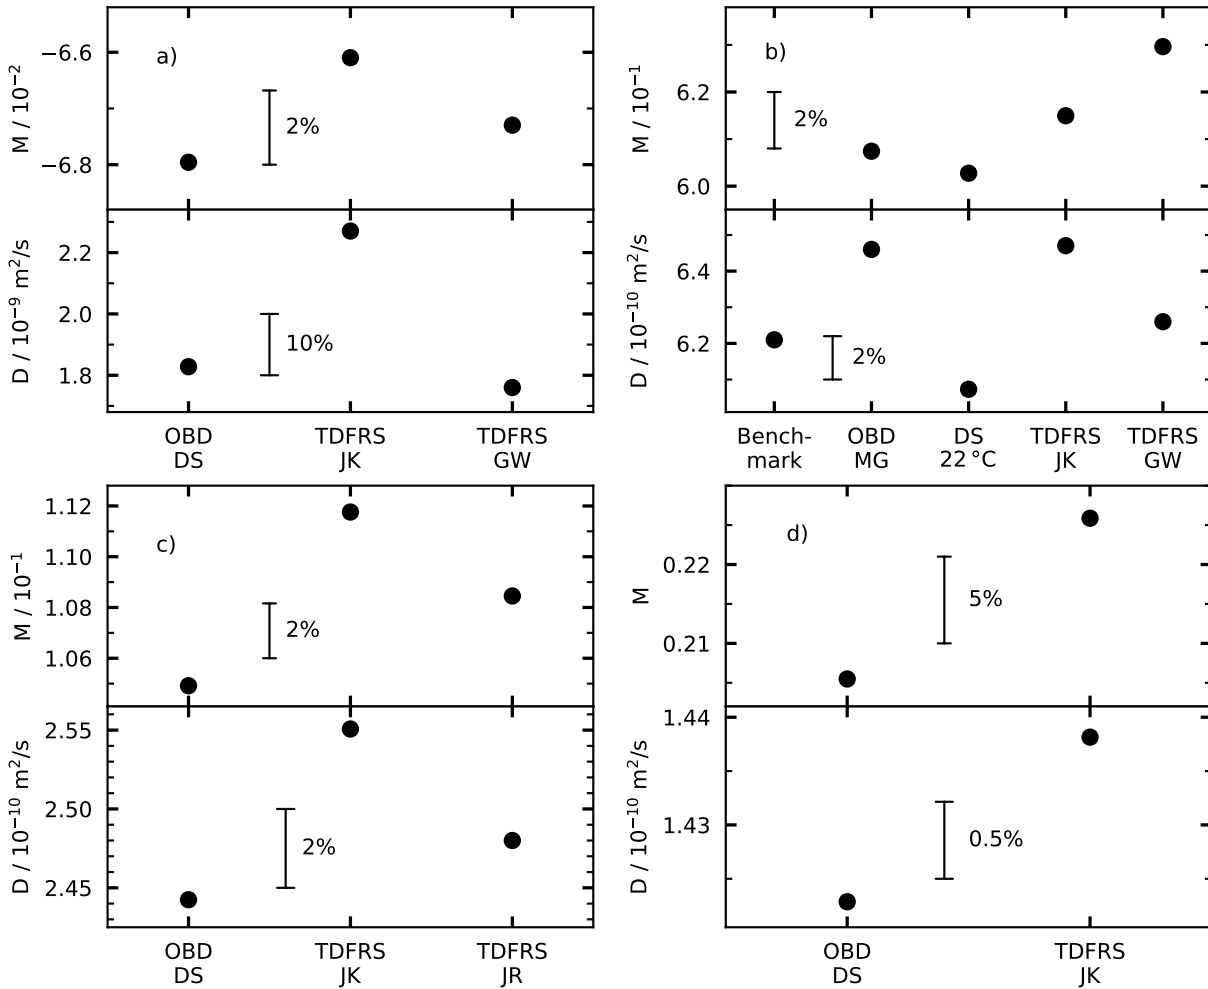 a)
M / 10⁻²
−6.6
−6.8
2%
D / 10⁻⁹ m²/s
2.2
2.0
1.8
10%
OBD DS
TDFRS JK
TDFRS GW
b)
M / 10⁻¹
6.2
6.0
2%
D / 10⁻¹⁰ m²/s
6.4
6.2
2%
Bench-
mark
OBD
MG
DS
22 °C
TDFRS
JK
TDFRS
GW
c)
M / 10⁻¹
1.12
1.10
1.08
1.06
2%
D / 10⁻¹⁰ m²/s
2.55
2.50
2.45
2%
OBD
DS
TDFRS
JK
TDFRS
JR
d)
M
0.22
0.21
5%
D / 10⁻¹⁰ m²/s
1.44
1.43
0.5%
OBD
DS
TDFRS
JK